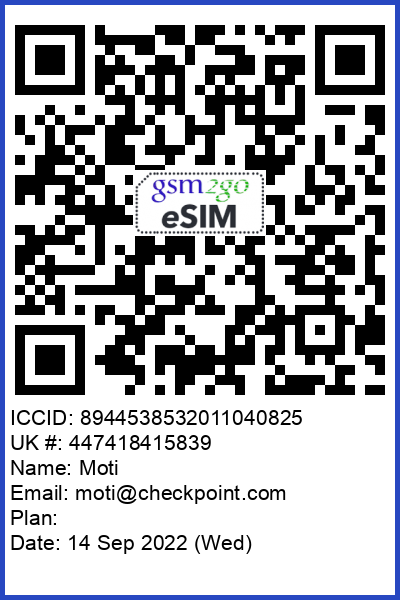 gsm2go
eSIM
ICCID: 8944538532011040825
UK #: 447418415839
Name: Moti
Email: moti@checkpoint.com
Plan:
Date: 14 Sep 2022 (Wed)